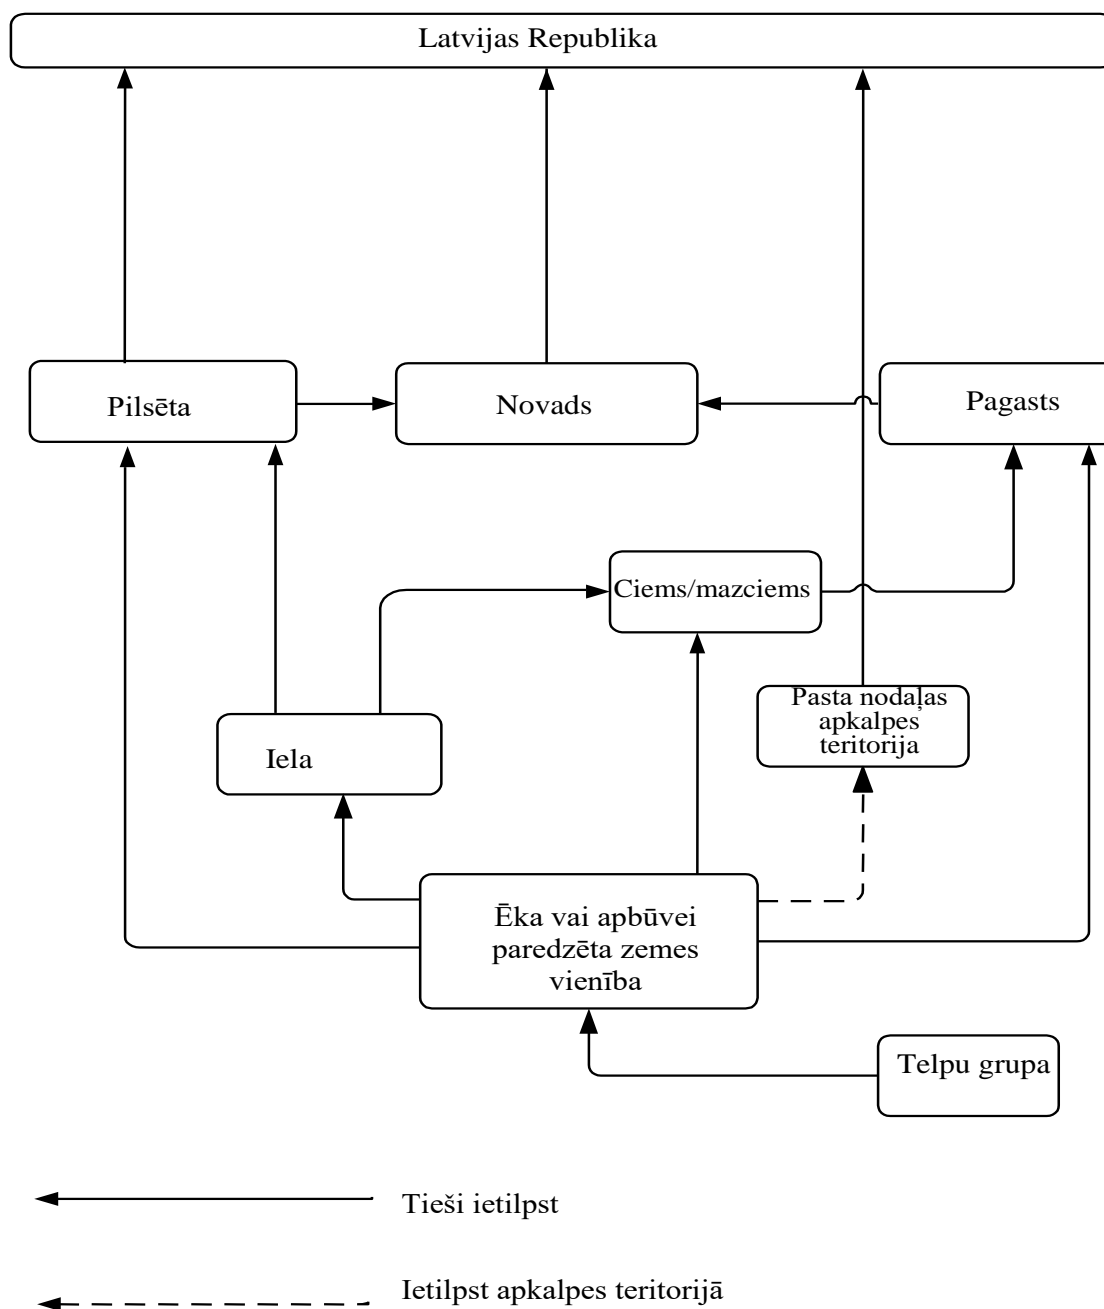 Latvijas Republika
Pilsēta
Novads
Pagasts
Ciems/mazciems
Pasta nodaļas
apkalpes
teritorija
Iela
Ēka vai apbūvei
paredzēta zemes
vienība
Telpu grupa
Tieši ietilpst
Ietilpst apkalpes teritorijā